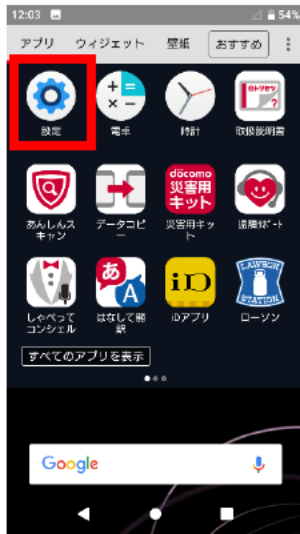 12:03 54%
アプリ ウィジェット 壁紙 おすすめ
設定 電卓 時計 取扱説明書
あんしんス
キャン
データコピ
ー
災害用キッ
ト
遠隔サポート
docomo
災害用
キット
あ
A
iD
LAWSON
STATION
しゃべって
コンシェル
はなして翻
訳
iDアプリ ローソン
すべてのアプリを表示
Google